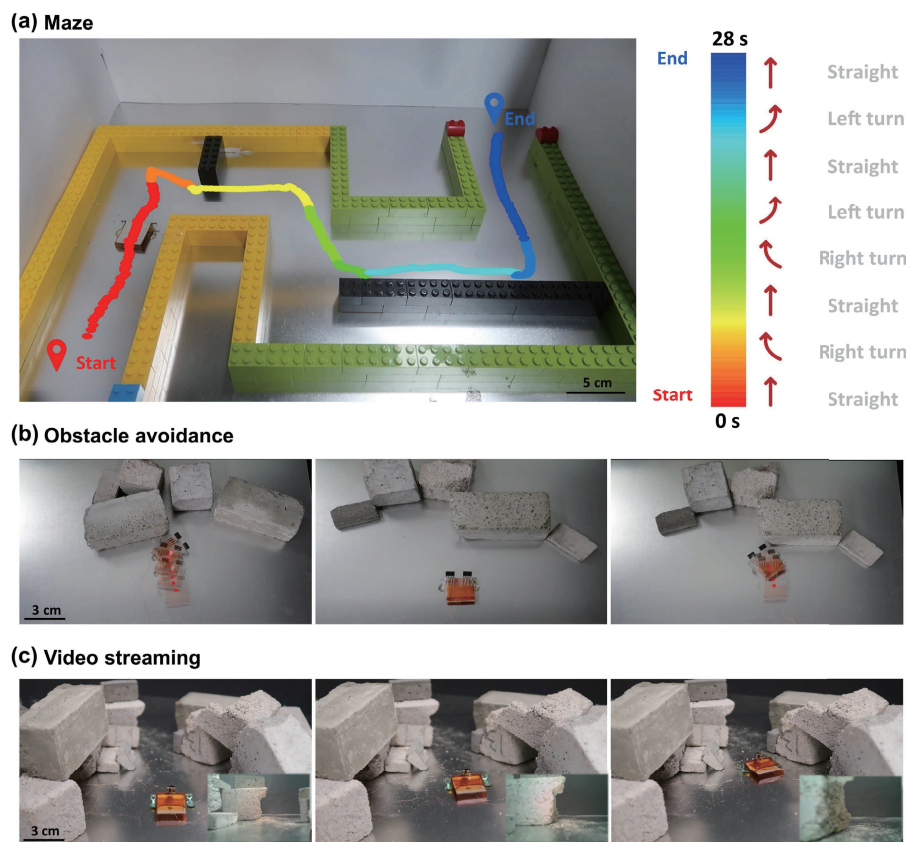 (a) Maze
End
Start
5 cm
28 s
End
Straight
Left turn
Straight
Left turn
Right turn
Straight
Right turn
Start
Straight
0 s
(b) Obstacle avoidance
3 cm
(c) Video streaming
3 cm